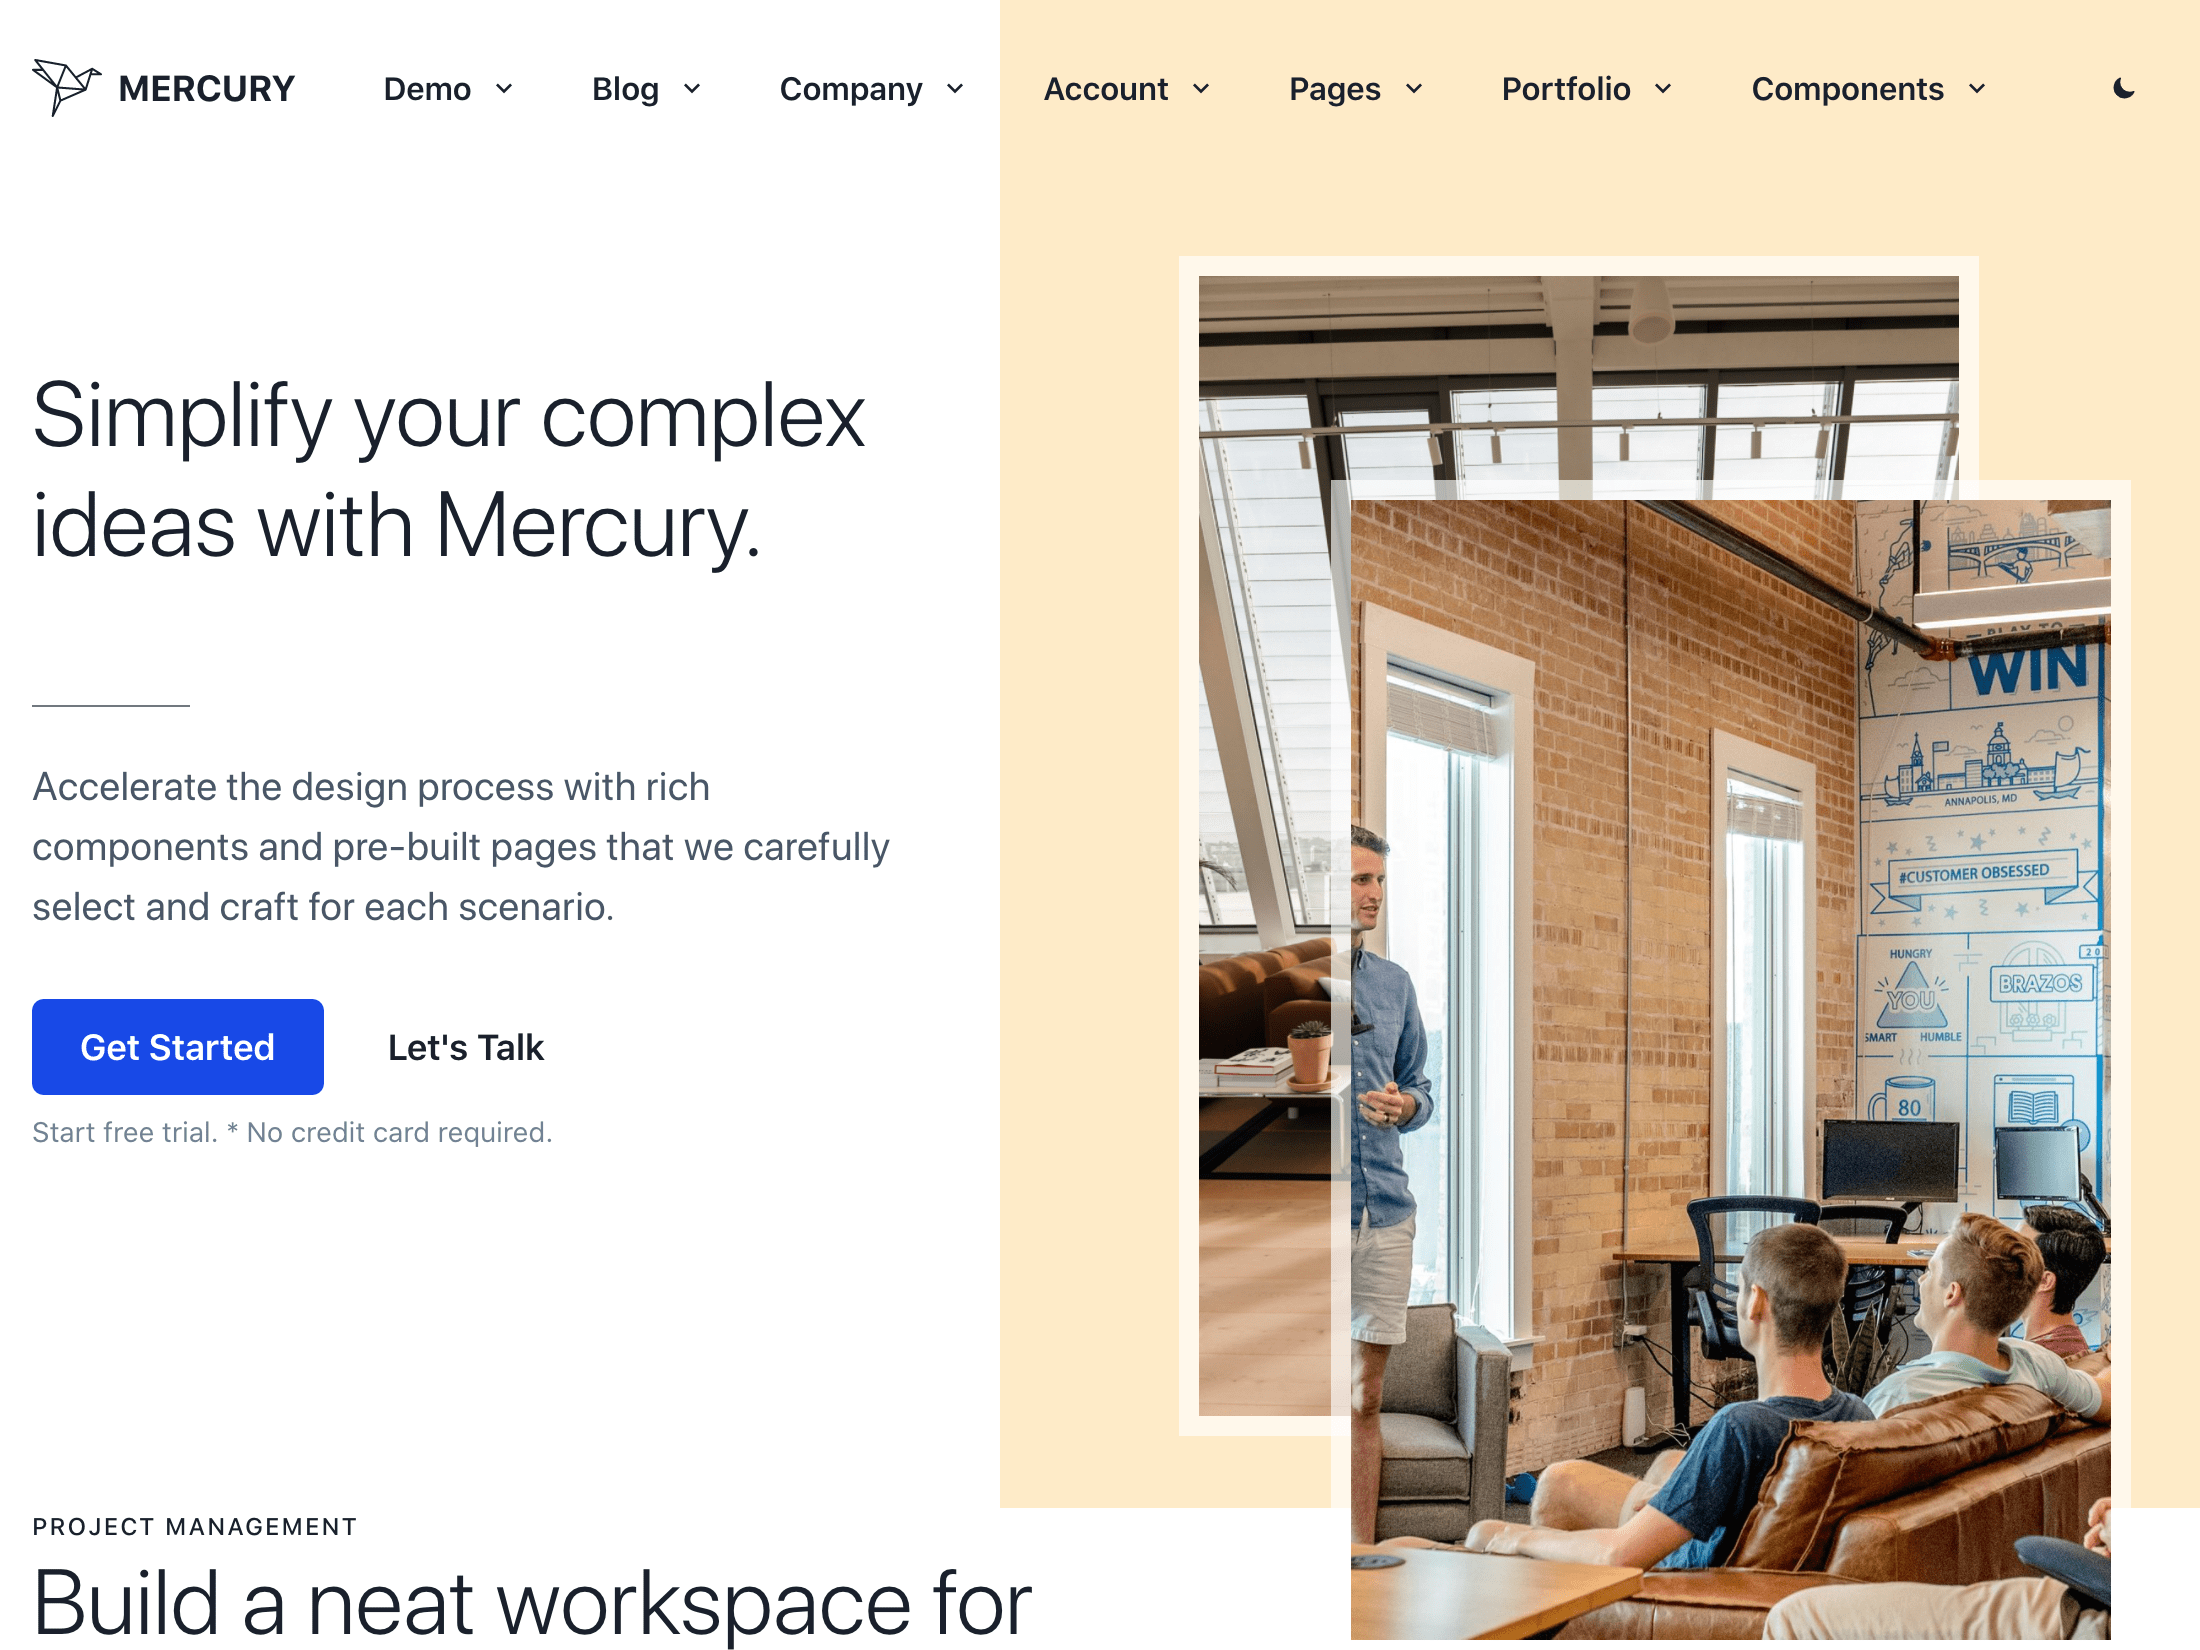 MERCURY
Demo
Blog
Company
Account
Pages
Portfolio
Components
Simplify your complex
ideas with Mercury.
Accelerate the design process with rich
components and pre-built pages that we carefully
select and craft for each scenario.
Get Started
Let's Talk
Start free trial. * No credit card required.
PLAY TO
WIN
ANNAPOLIS, MD
#CUSTOMER OBSESSED
HUNGRY
YOU
SMART HUMBLE
BRAZOS
80
PROJECT MANAGEMENT
Build a neat workspace for